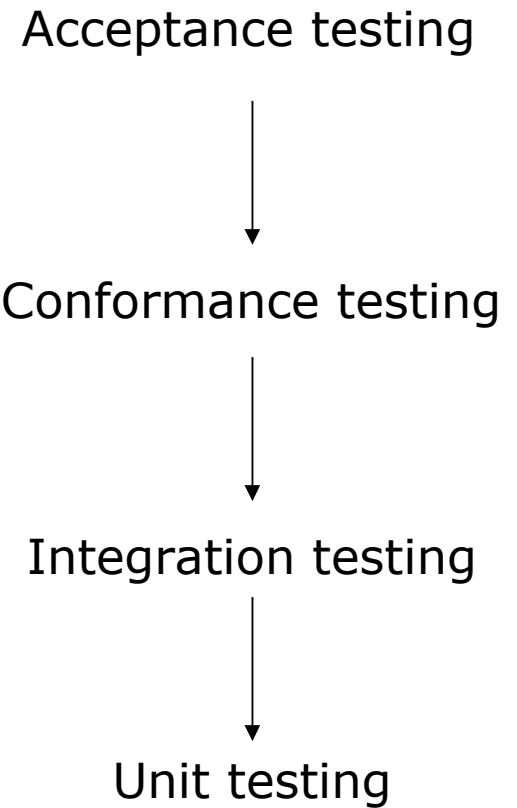 Acceptance testing
Conformance testing
Integration testing
Unit testing